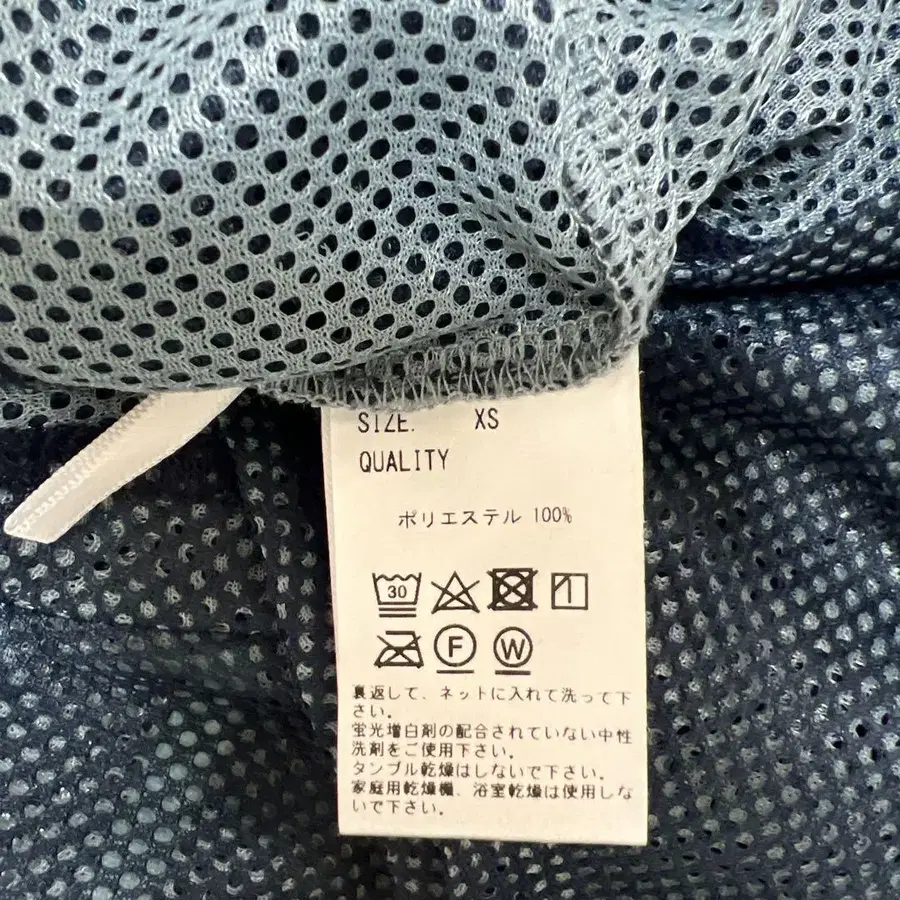 SIZE. XS
QUALITY
ポリエステル 100%
30
F W
裏返して、ネットに入れて洗って下
さい。
蛍光増白剤の配合されていない中性
洗剤をご使用下さい。
タンブル乾燥はしないで下さい。
家庭用乾燥機、浴室乾燥は使用しな
いで下さい。